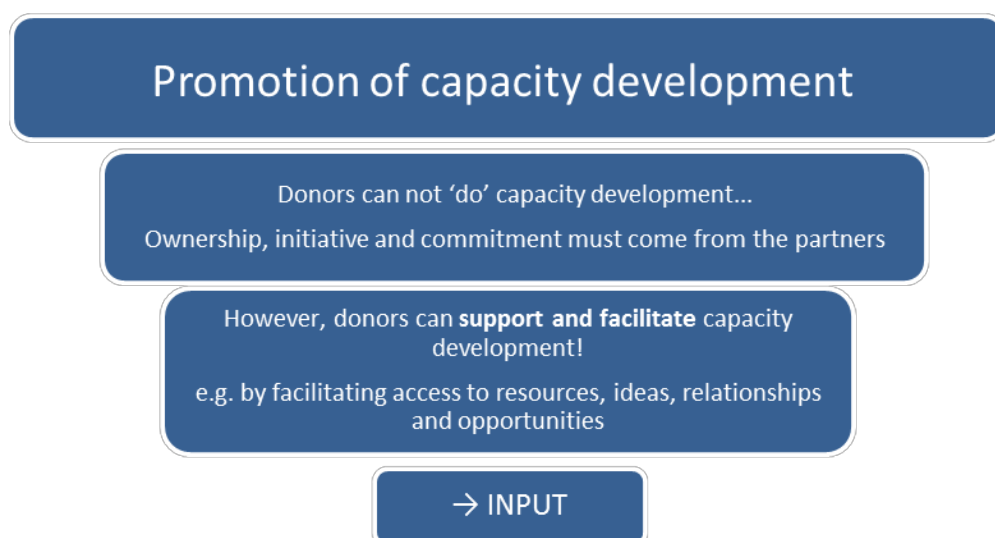 Promotion of capacity development
Donors can not ‘do’ capacity development...
Ownership, initiative and commitment must come from the partners
However, donors can support and facilitate capacity
development!
e.g. by facilitating access to resources, ideas, relationships
and opportunities
→ INPUT